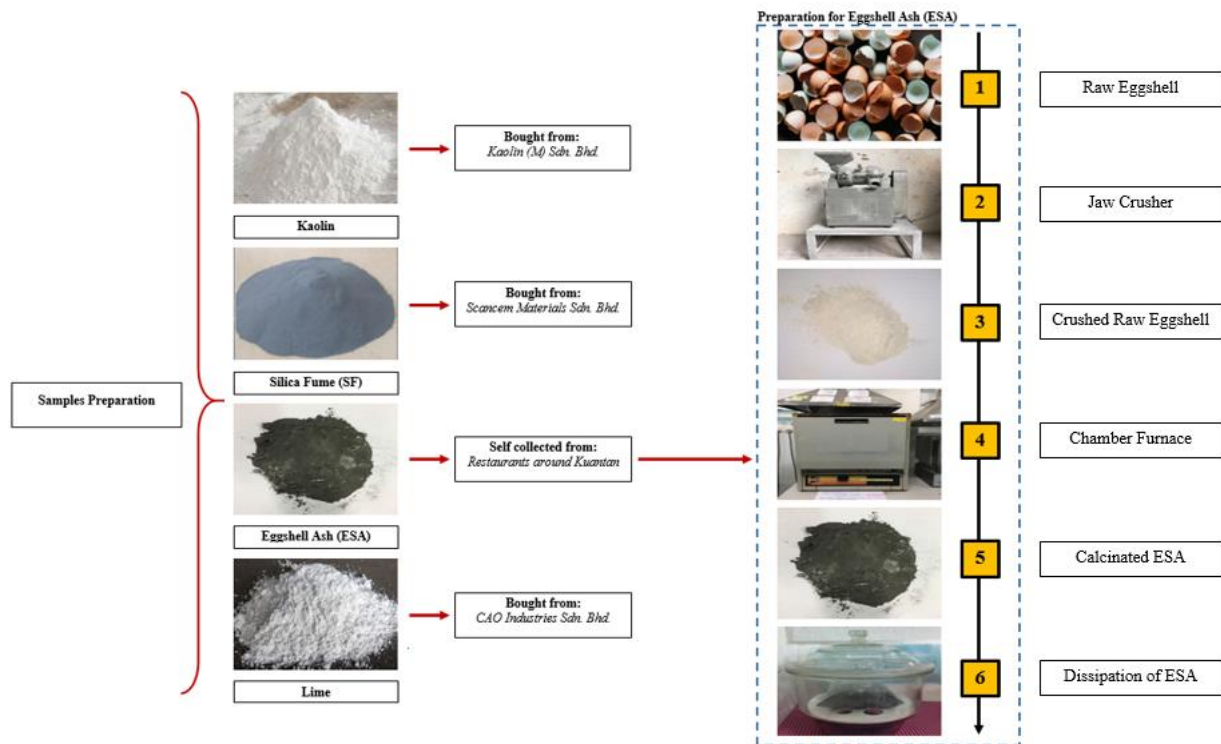 Samples Preparation
Kaolin
Bought from:
Kaolin (M) Sdn. Bhd.
Silica Fume (SF)
Bought from:
Scancem Materials Sdn. Bhd.
Eggshell Ash (ESA)
Self collected from:
Restaurants around Kuantan
Lime
Bought from:
CAO Industries Sdn. Bhd.
Preparation for Eggshell Ash (ESA)
1
Raw Eggshell
2
Jaw Crusher
3
Crushed Raw Eggshell
4
Chamber Furnace
5
Calcinated ESA
6
Dissipation of ESA